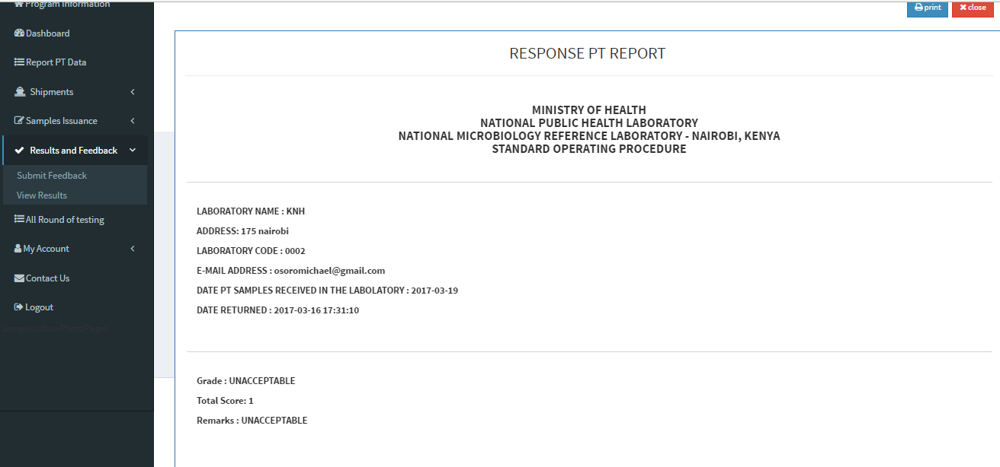 Program Information
Dashboard
Report PT Data
Shipments
Samples Issuance
Results and Feedback
Submit Feedback
View Results
All Round of testing
My Account
Contact Us
Logout
print
close
RESPONSE PT REPORT
MINISTRY OF HEALTH
NATIONAL PUBLIC HEALTH LABORATORY
NATIONAL MICROBIOLOGY REFERENCE LABORATORY - NAIROBI, KENYA
STANDARD OPERATING PROCEDURE
LABORATORY NAME : KNH
ADDRESS: 175 nairobi
LABORATORY CODE : 0002
E-MAIL ADDRESS : osoromichael@gmail.com
DATE PT SAMPLES RECEIVED IN THE LABOLATORY : 2017-03-19
DATE RETURNED : 2017-03-16 17:31:10
Grade : UNACCEPTABLE
Total Score: 1
Remarks : UNACCEPTABLE